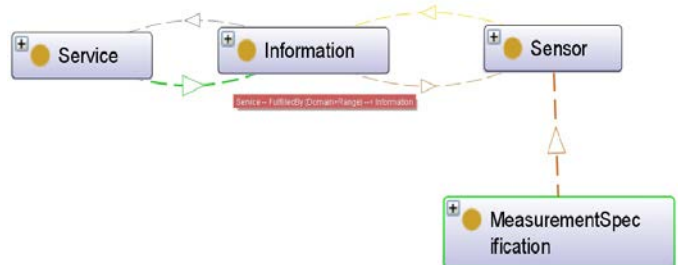 Service
Information
Sensor
Service -- FulfilledBy (Domain>Range) --> Information
MeasurementSpec
ification